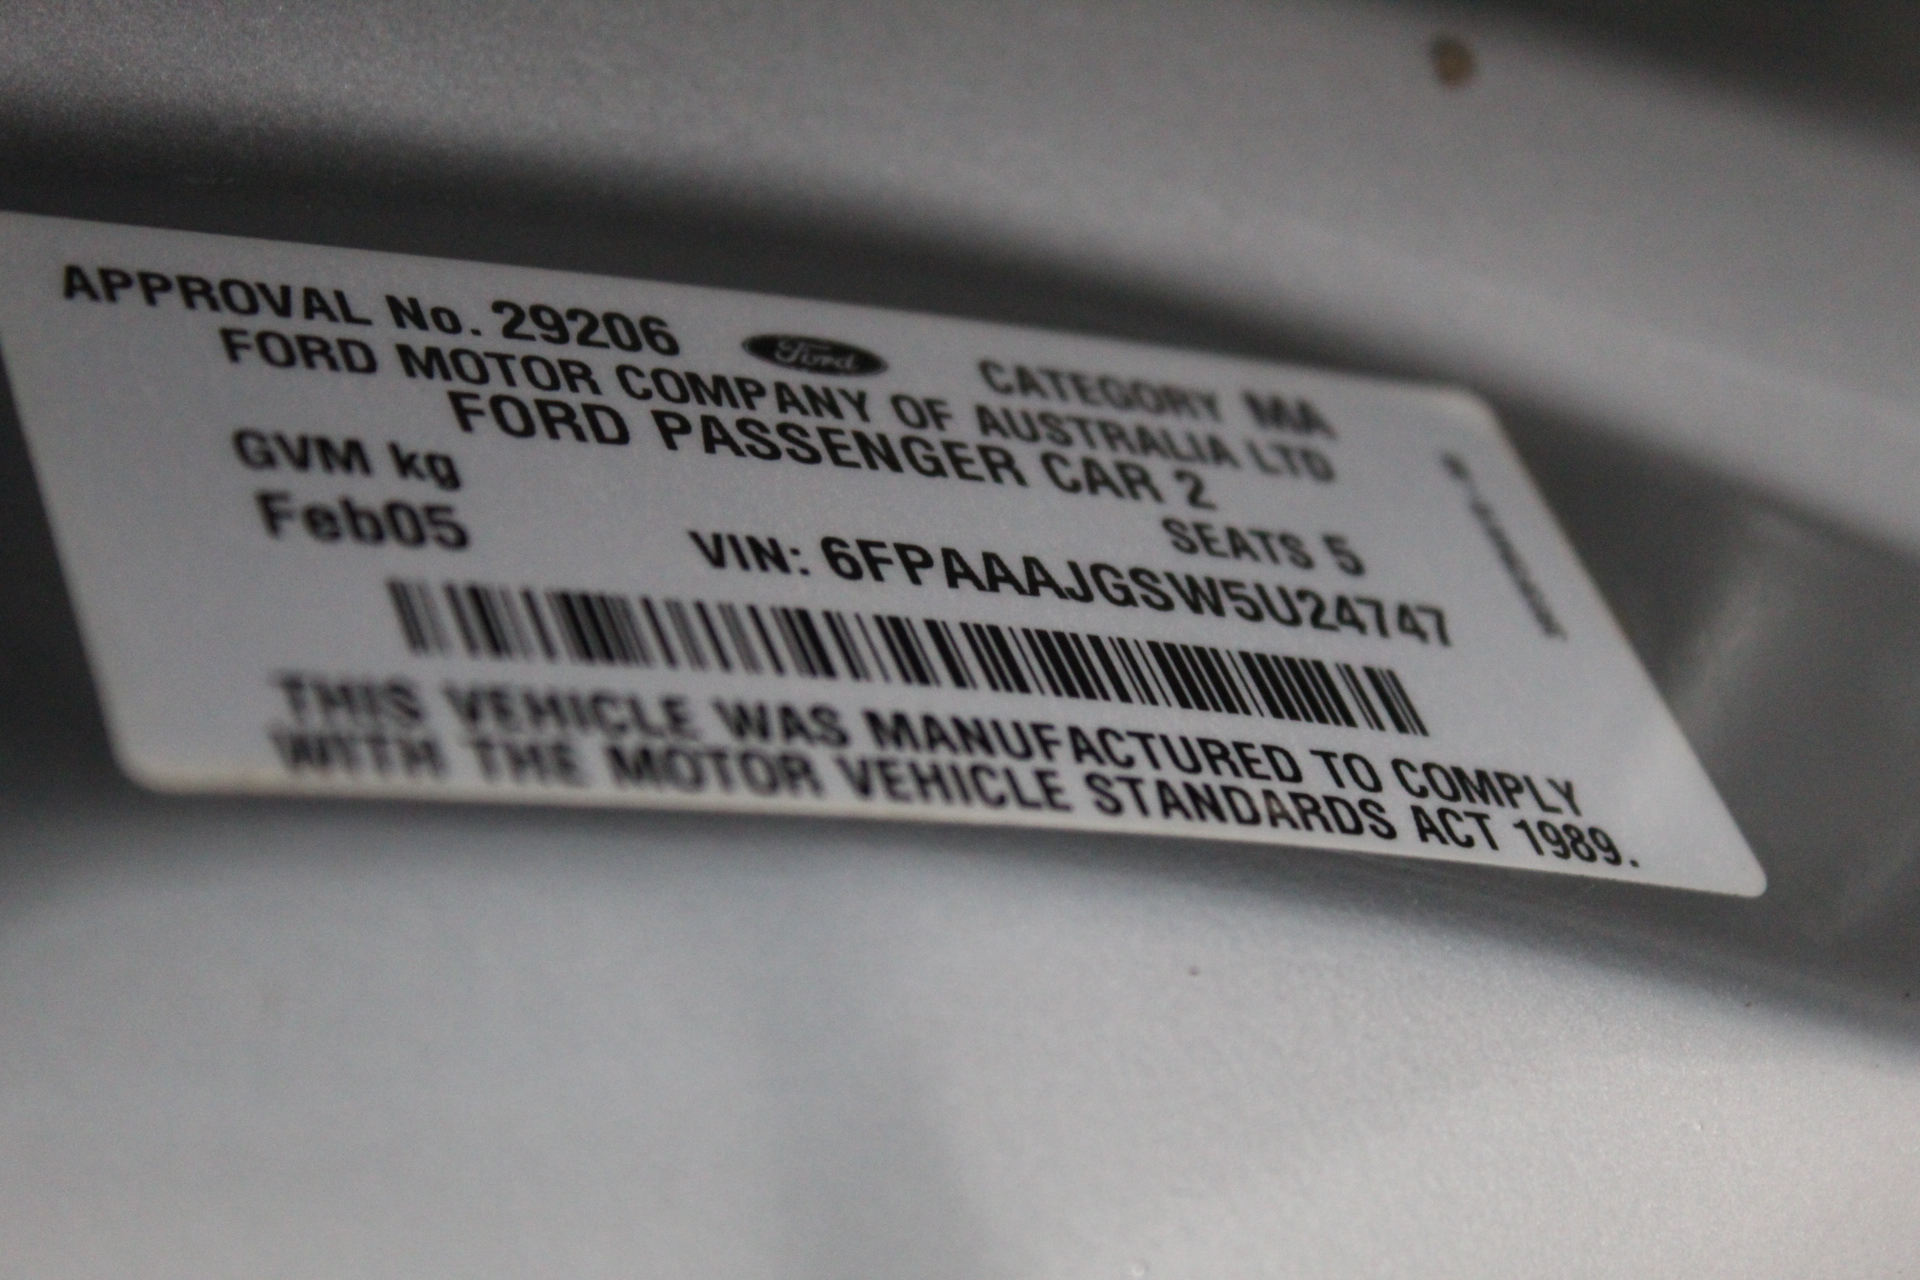 APPROVAL No. 29206 Ford CATEGORY MA
FORD MOTOR COMPANY OF AUSTRALIA LTD
FORD PASSENGER CAR 2
GVM kg SEATS 5
Feb05 VIN: 6FPAAAJGSW5U24747
THIS VEHICLE WAS MANUFACTURED TO COMPLY
WITH THE MOTOR VEHICLE STANDARDS ACT 1989.